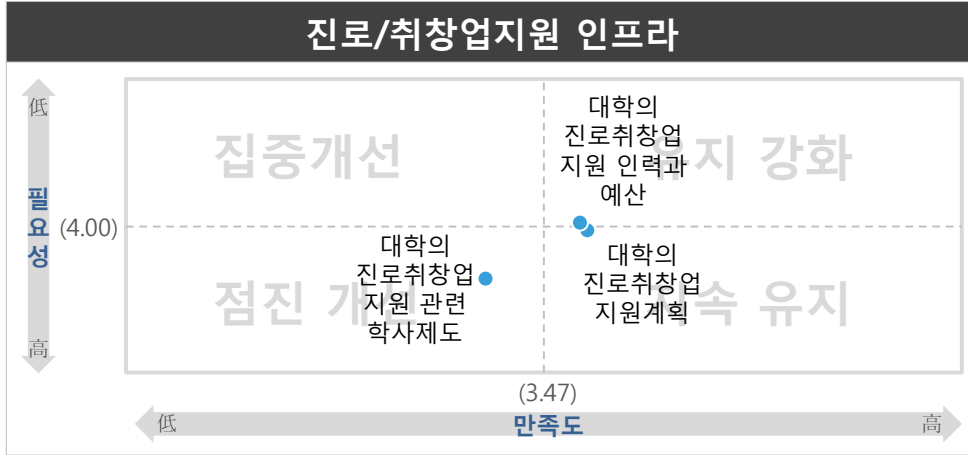 진로/취창업지원 인프라
低
필
요
성
高
(4.00)
집중개선
유지 강화
대학의
진로취창업
지원 인력과
예산
점진 개선
대학의
진로취창업
지원 관련
학사제도
지속 유지
대학의
진로취창업
지원계획
(3.47)
低
만족도
高